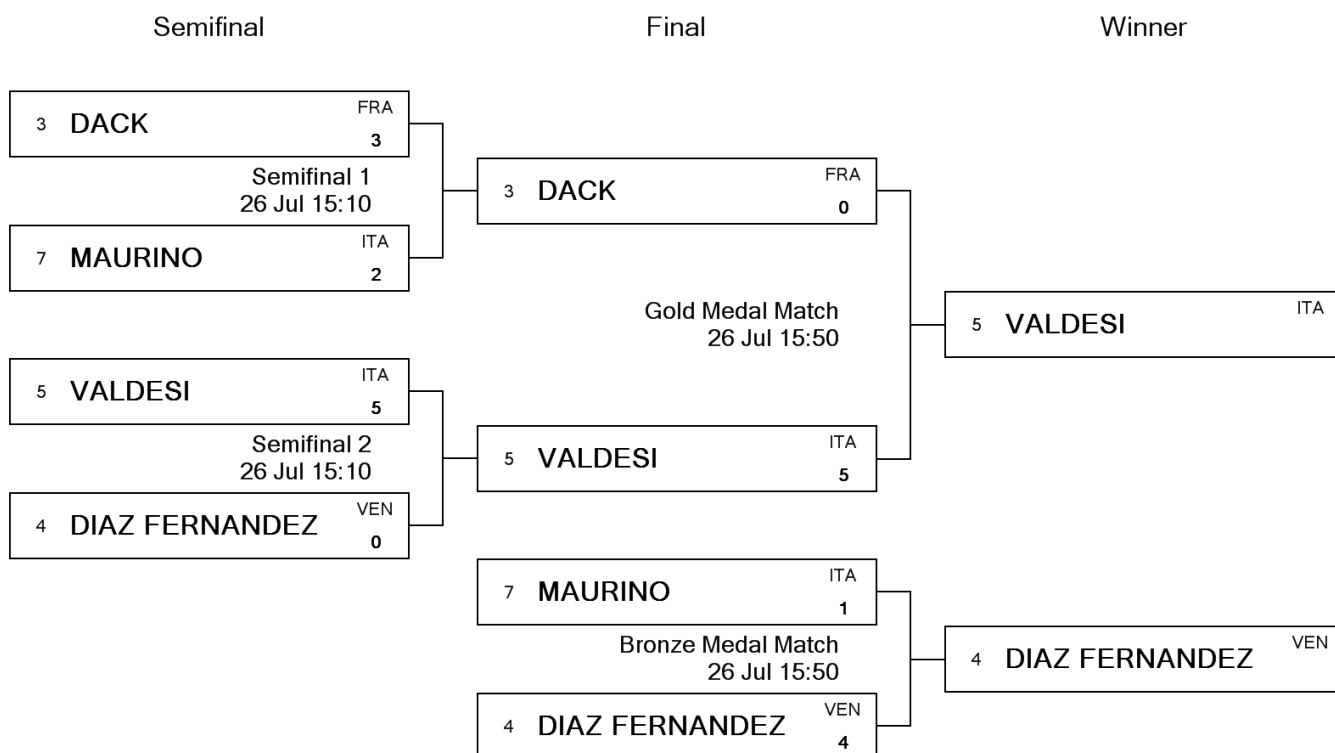 Semifinal Final Winner
3 DACK FRA 3
Semifinal 1
26 Jul 15:10
7 MAURINO ITA 2
5 VALDESI ITA 5
Semifinal 2
26 Jul 15:10
4 DIAZ FERNANDEZ VEN 0
3 DACK FRA 0
Gold Medal Match
26 Jul 15:50
5 VALDESI ITA 5
7 MAURINO ITA 1
Bronze Medal Match
26 Jul 15:50
4 DIAZ FERNANDEZ VEN 4
5 VALDESI ITA
4 DIAZ FERNANDEZ VEN